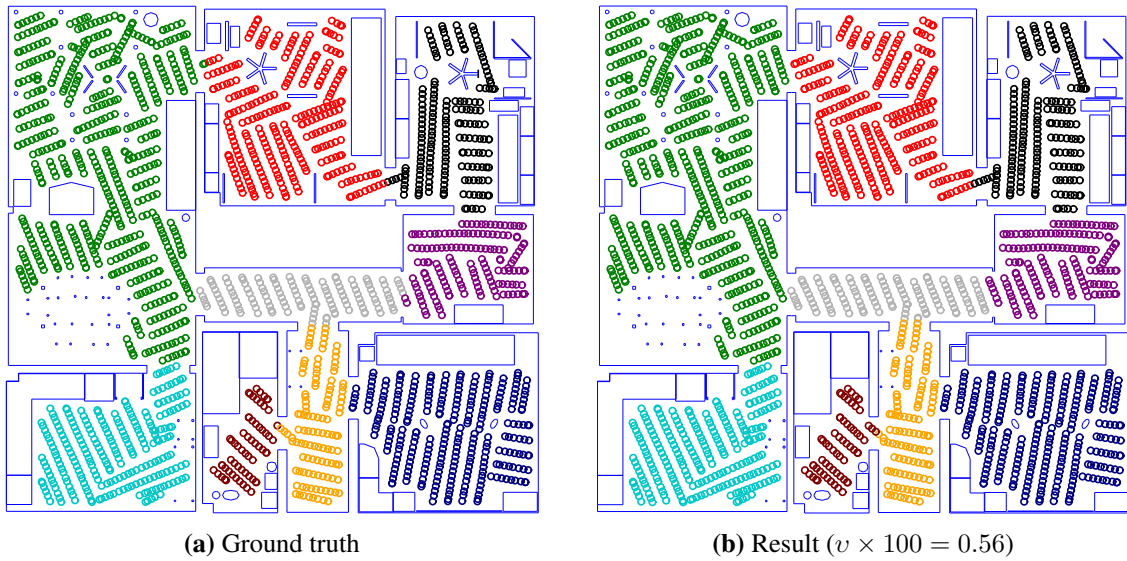 (a) Ground truth
(b) Result (υ × 100 = 0.56)